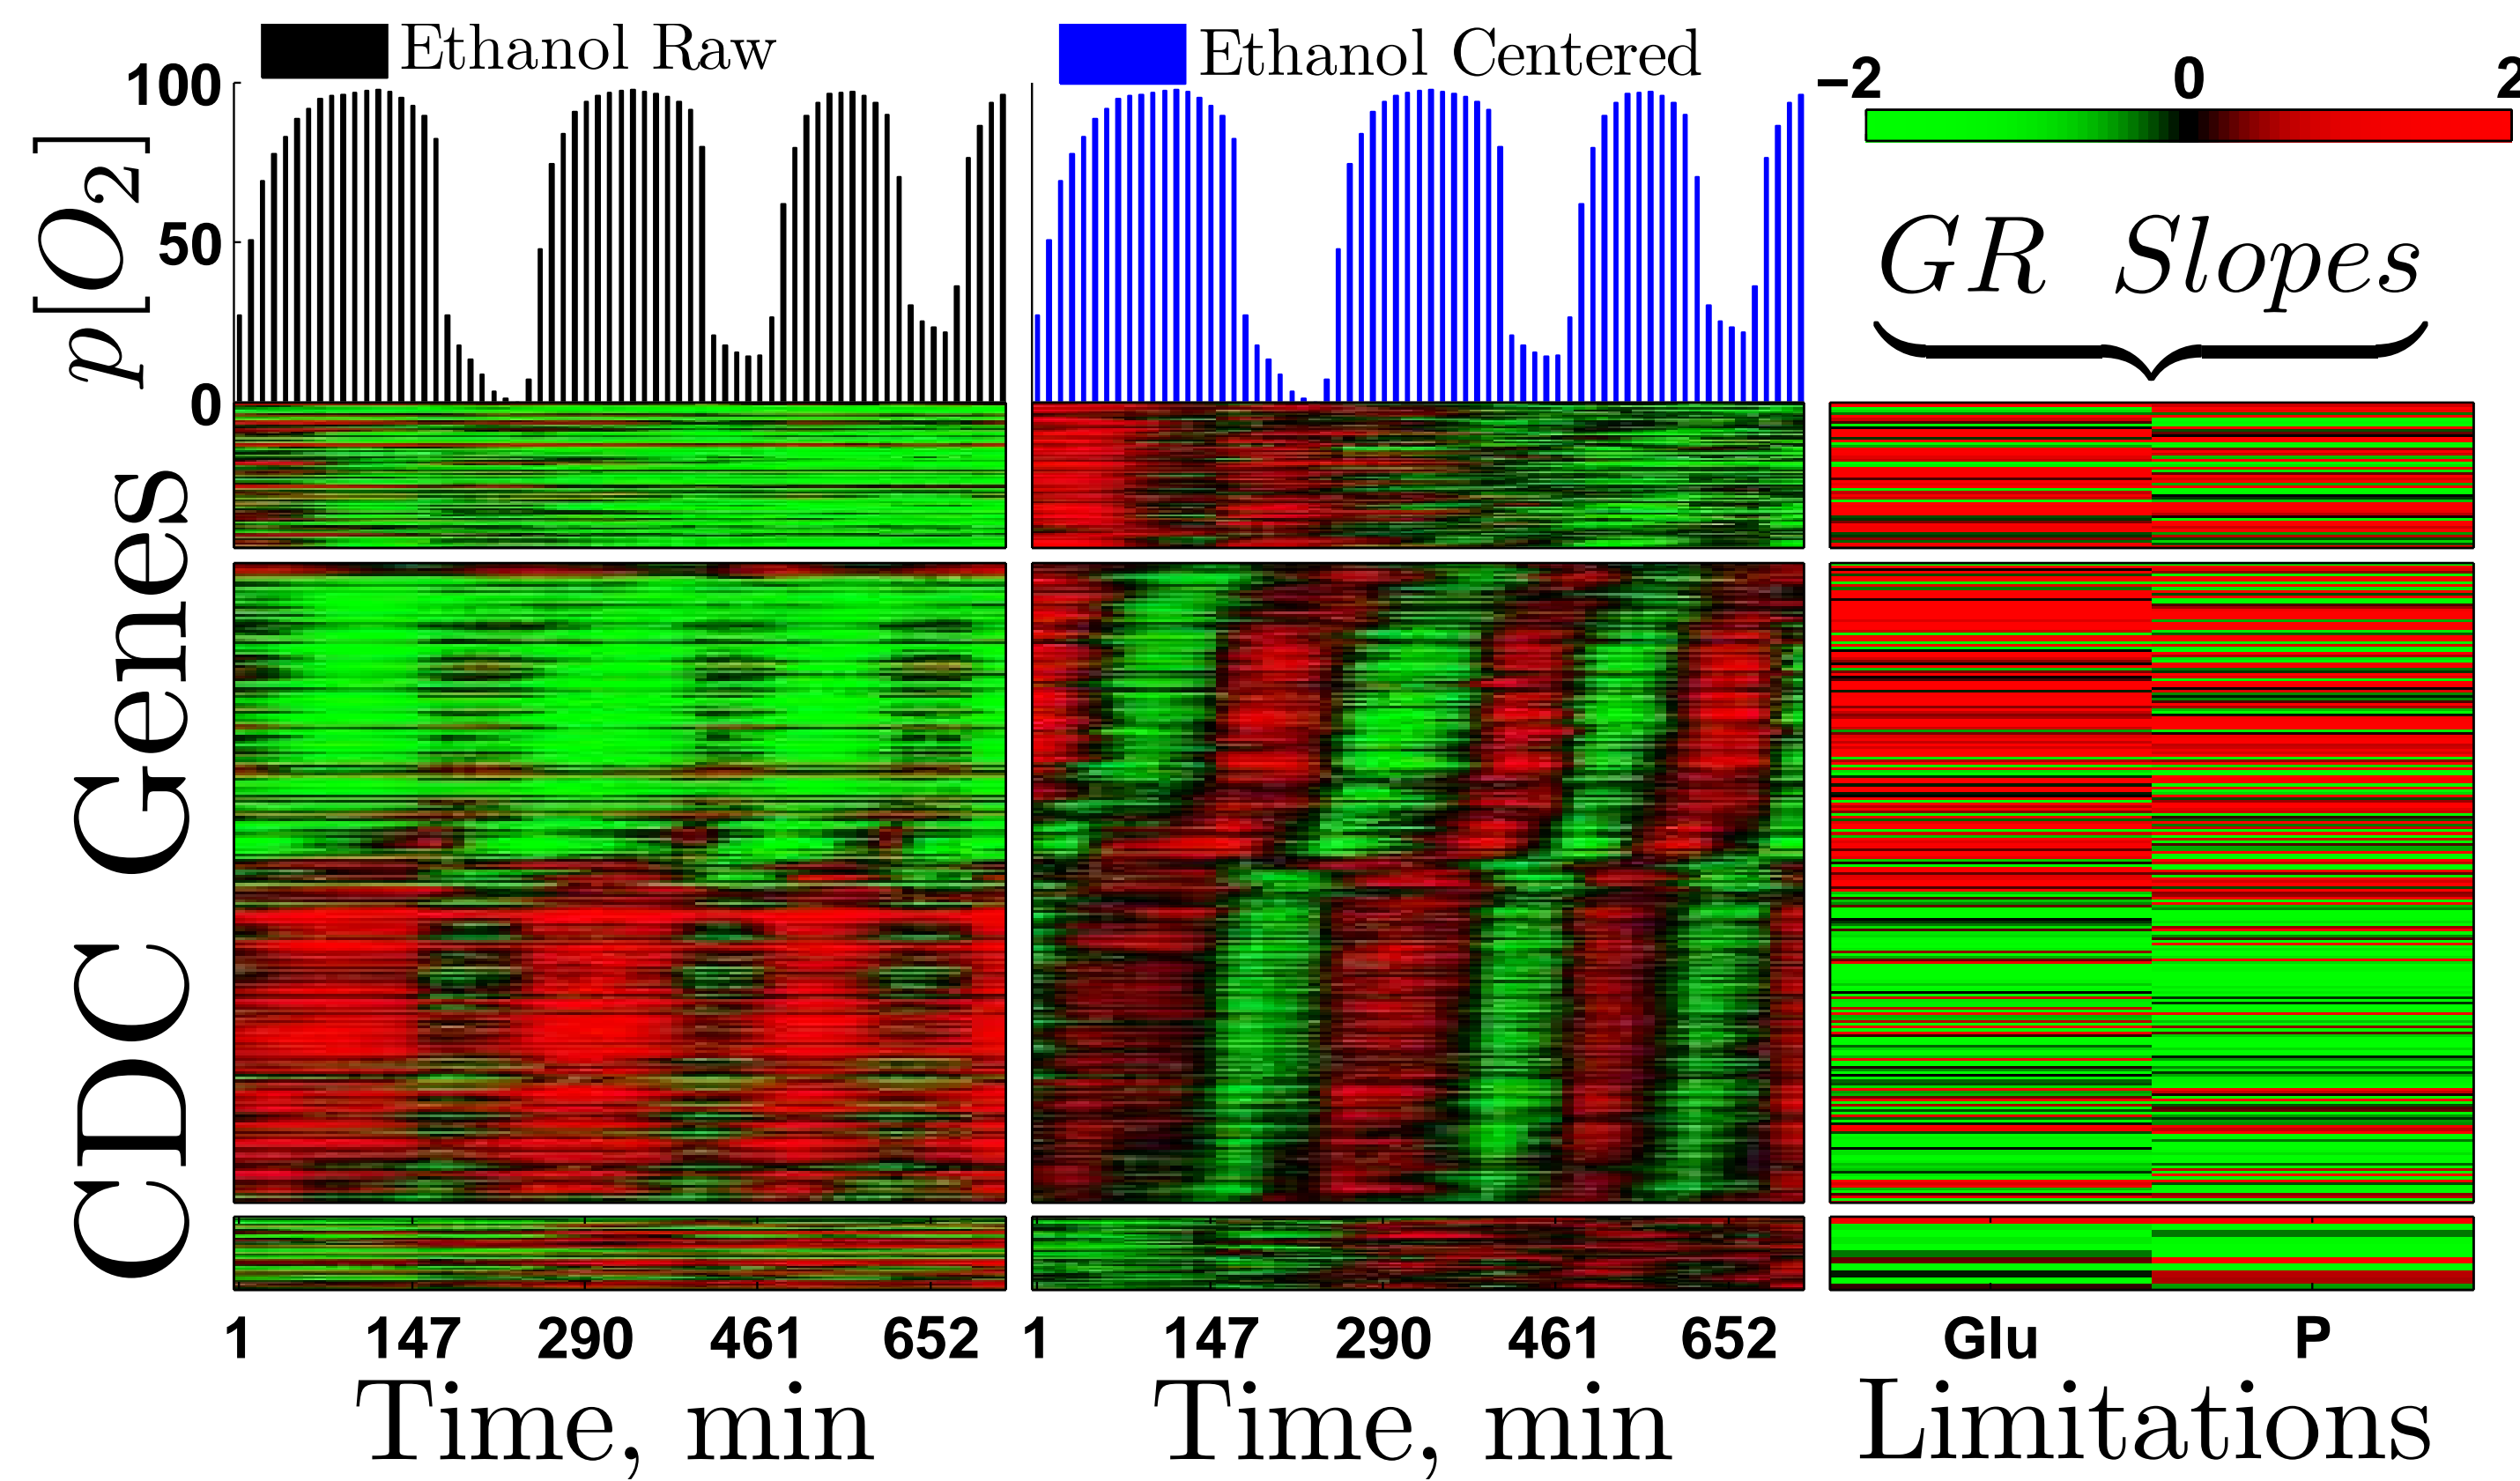 Ethanol Raw
Ethanol Centered
−2 0 2
100
50
0
p[O2]
GR Slopes
CDC Genes
1 147 290 461 652
1 147 290 461 652
Glu P
Time, min
Time, min
Limitations